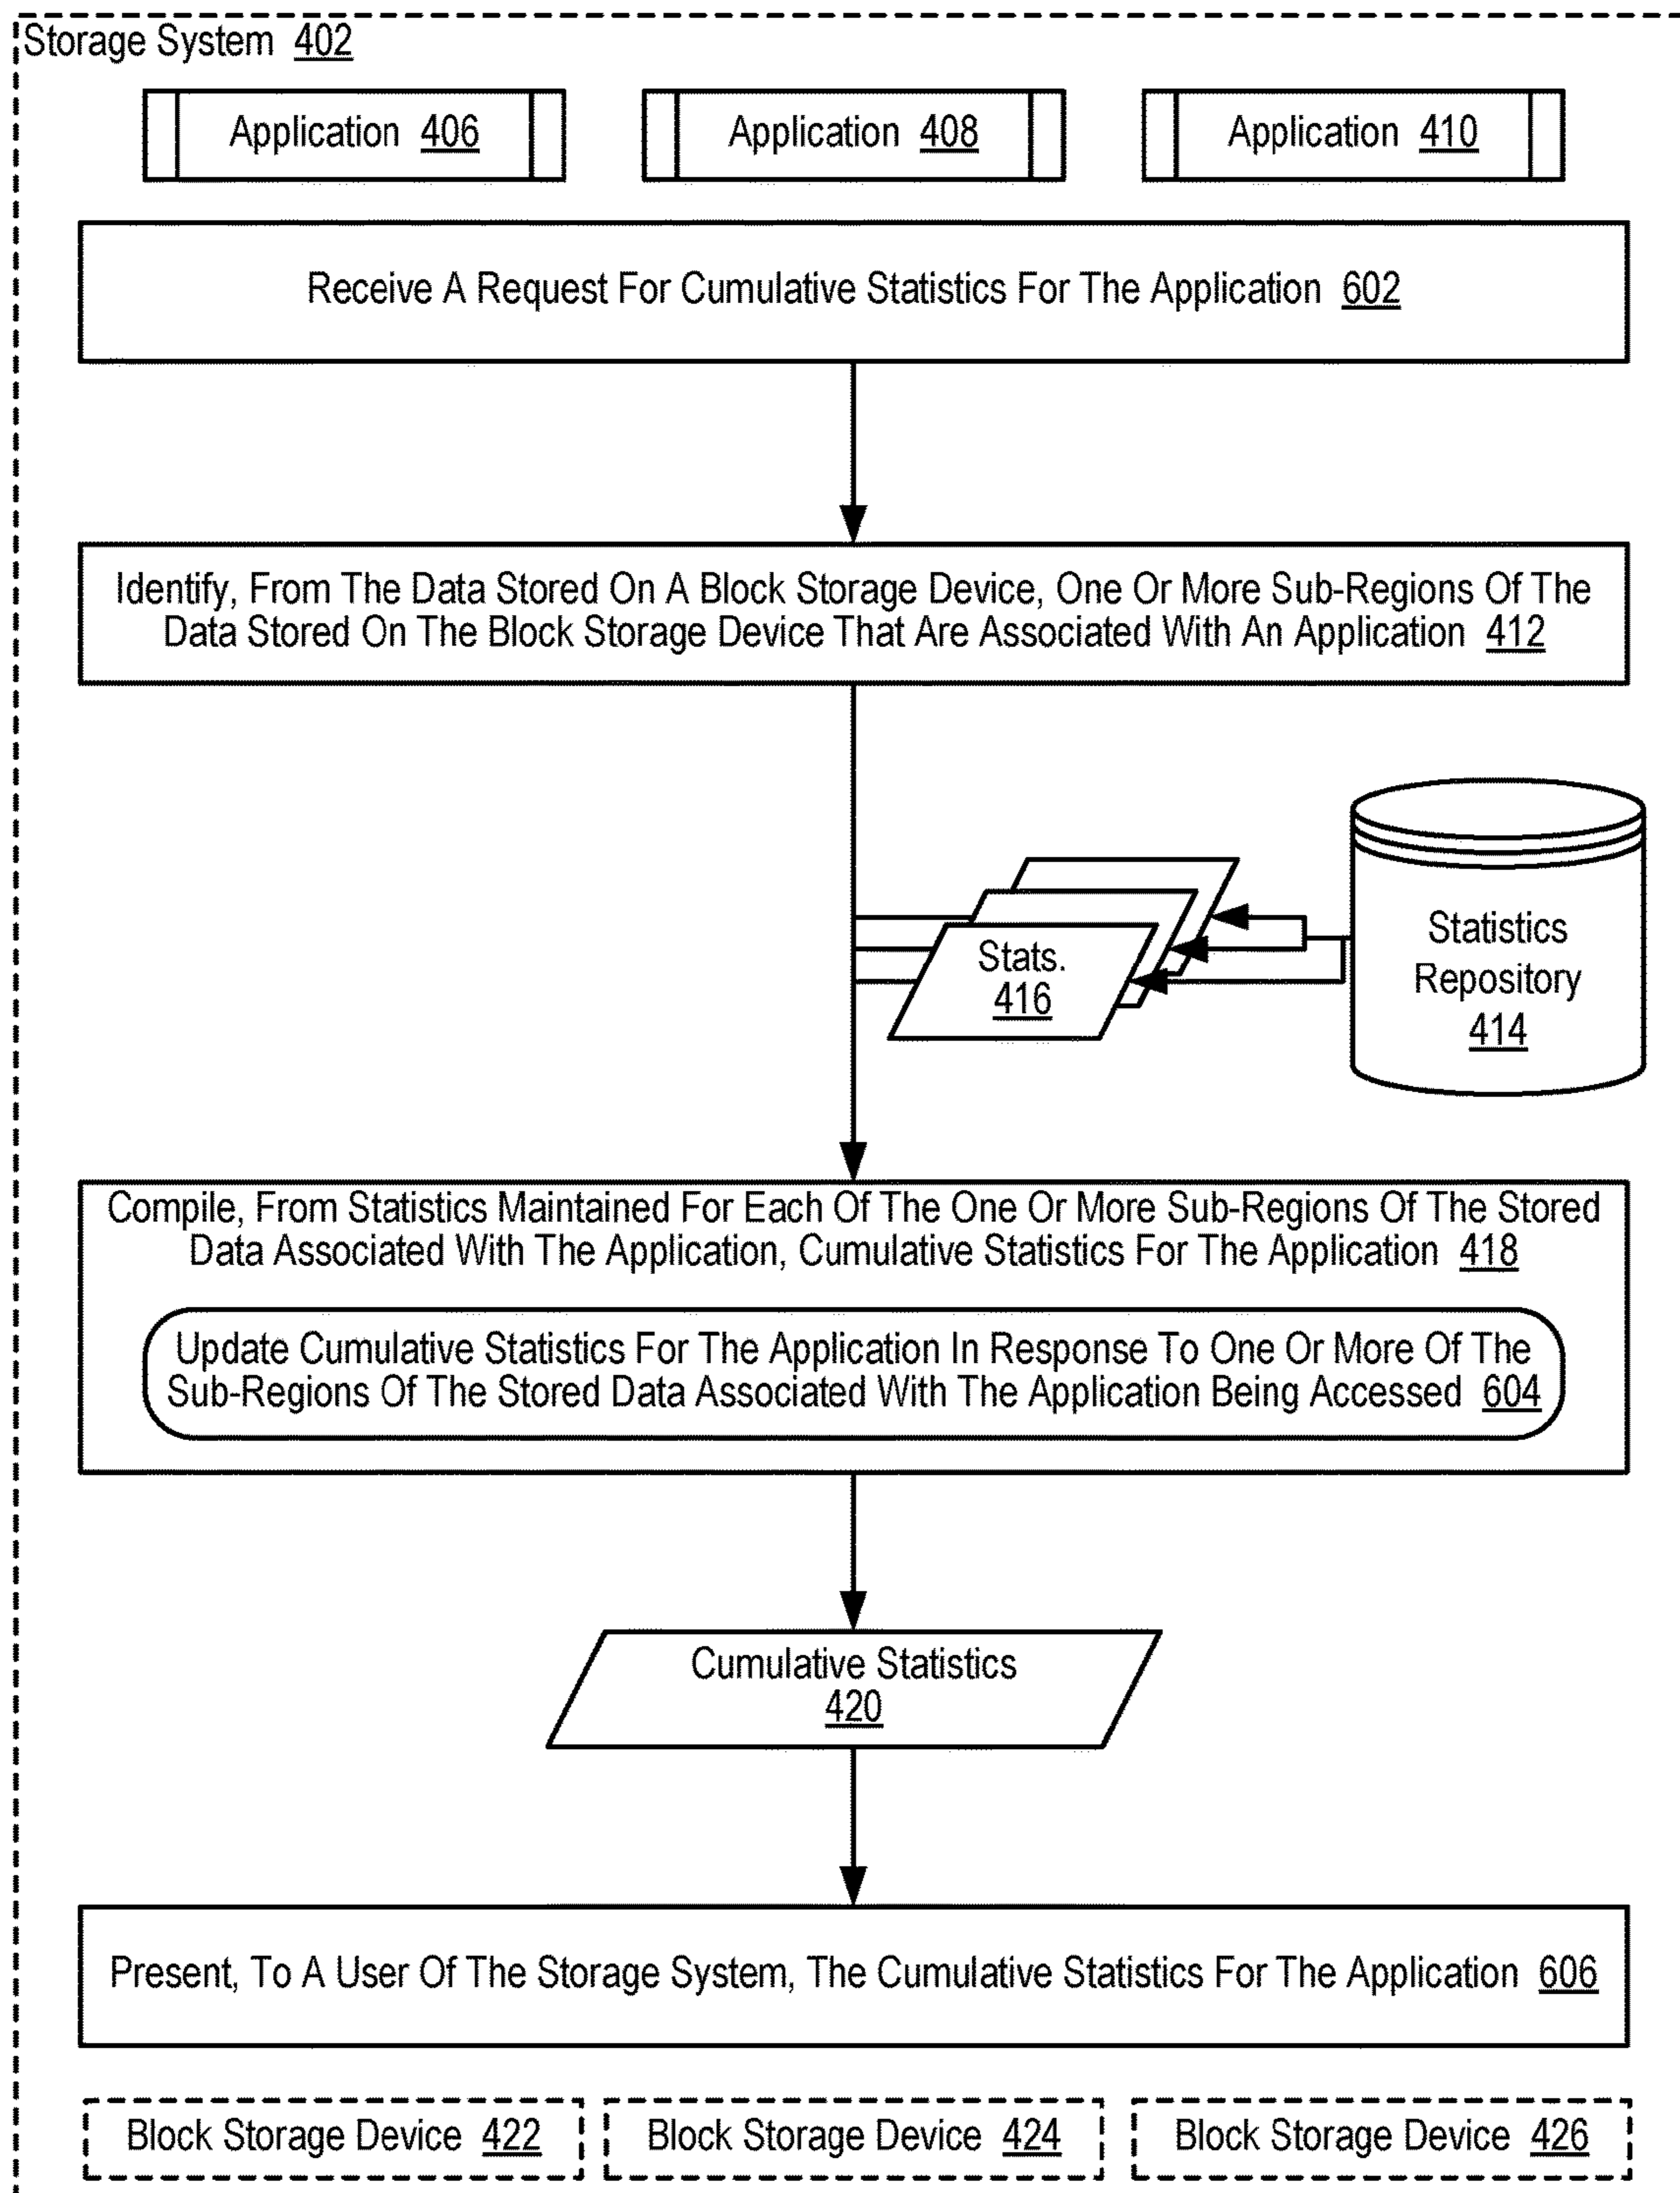 Storage System 402
Application 406
Application 408
Application 410
Receive A Request For Cumulative Statistics For The Application 602
Identify, From The Data Stored On A Block Storage Device, One Or More Sub-Regions Of The
Data Stored On The Block Storage Device That Are Associated With An Application 412
Stats.
416
Statistics
Repository
414
Compile, From Statistics Maintained For Each Of The One Or More Sub-Regions Of The Stored
Data Associated With The Application, Cumulative Statistics For The Application 418
Update Cumulative Statistics For The Application In Response To One Or More Of The
Sub-Regions Of The Stored Data Associated With The Application Being Accessed 604
Cumulative Statistics
420
Present, To A User Of The Storage System, The Cumulative Statistics For The Application 606
Block Storage Device 422
Block Storage Device 424
Block Storage Device 426